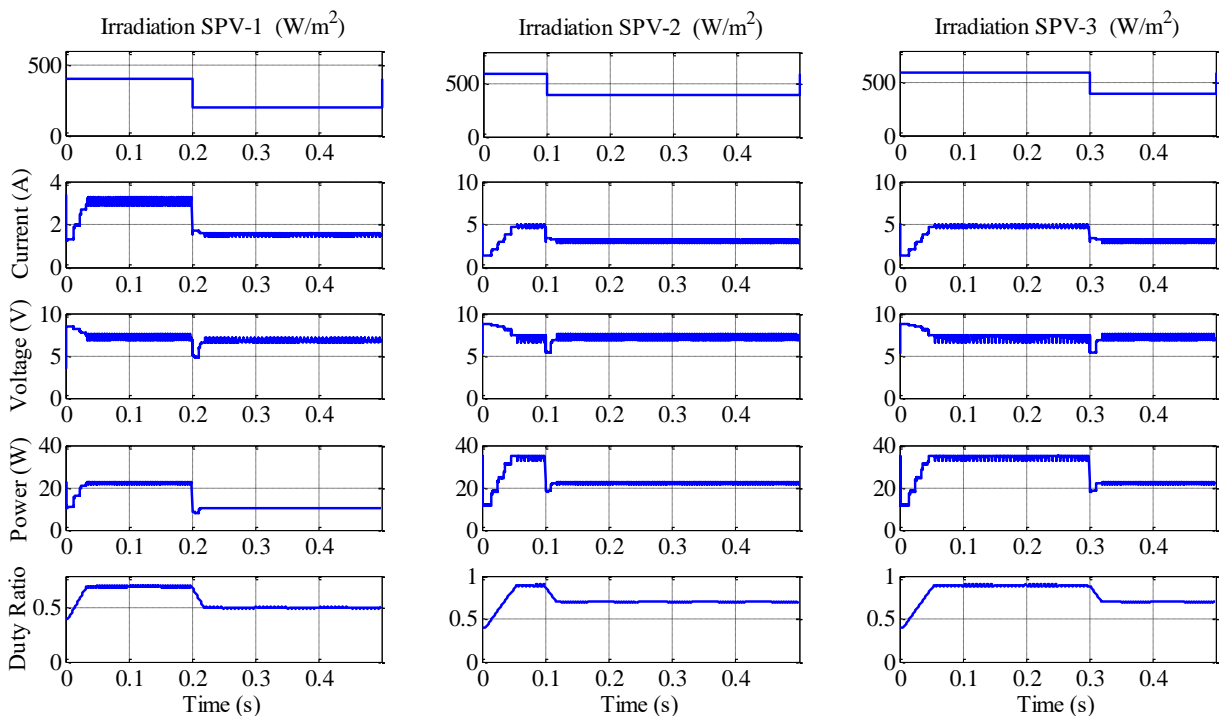 Irradiation SPV-1 (W/m²) Irradiation SPV-2 (W/m²) Irradiation SPV-3 (W/m²)
500 500 500
0 0 0
0 0.1 0.2 0.3 0.4 0 0.1 0.2 0.3 0.4 0 0.1 0.2 0.3 0.4
Current (A)
4 10 10
2 5 5
0 0 0
0 0.1 0.2 0.3 0.4 0 0.1 0.2 0.3 0.4 0 0.1 0.2 0.3 0.4
Voltage (V)
10 10 10
5 5 5
0 0 0
0 0.1 0.2 0.3 0.4 0 0.1 0.2 0.3 0.4 0 0.1 0.2 0.3 0.4
Power (W)
40 40 40
20 20 20
0 0 0
0 0.1 0.2 0.3 0.4 0 0.1 0.2 0.3 0.4 0 0.1 0.2 0.3 0.4
Duty Ratio
1 1
0.5 0.5 0.5
0 0 0
0 0.1 0.2 0.3 0.4 0 0.1 0.2 0.3 0.4 0 0.1 0.2 0.3 0.4
Time (s) Time (s) Time (s)